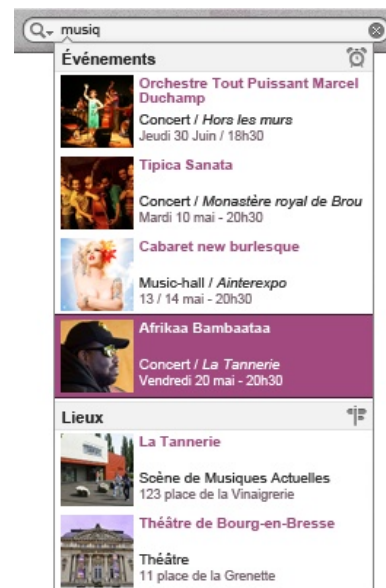 musiq
Événements
Orchestre Tout Puissant Marcel
Duchamp
Concert / Hors les murs
Jeudi 30 Juin / 18h30
Tipica Sanata
Concert / Monastère royal de Brou
Mardi 10 mai - 20h30
Cabaret new burlesque
Music-hall / Ainterexpo
13 / 14 mai - 20h30
Afrikaa Bambaataa
Concert / La Tannerie
Vendredi 20 mai - 20h30
Lieux
La Tannerie
Scène de Musiques Actuelles
123 place de la Vinaigrerie
Théâtre de Bourg-en-Bresse
Théâtre
11 place de la Grenette